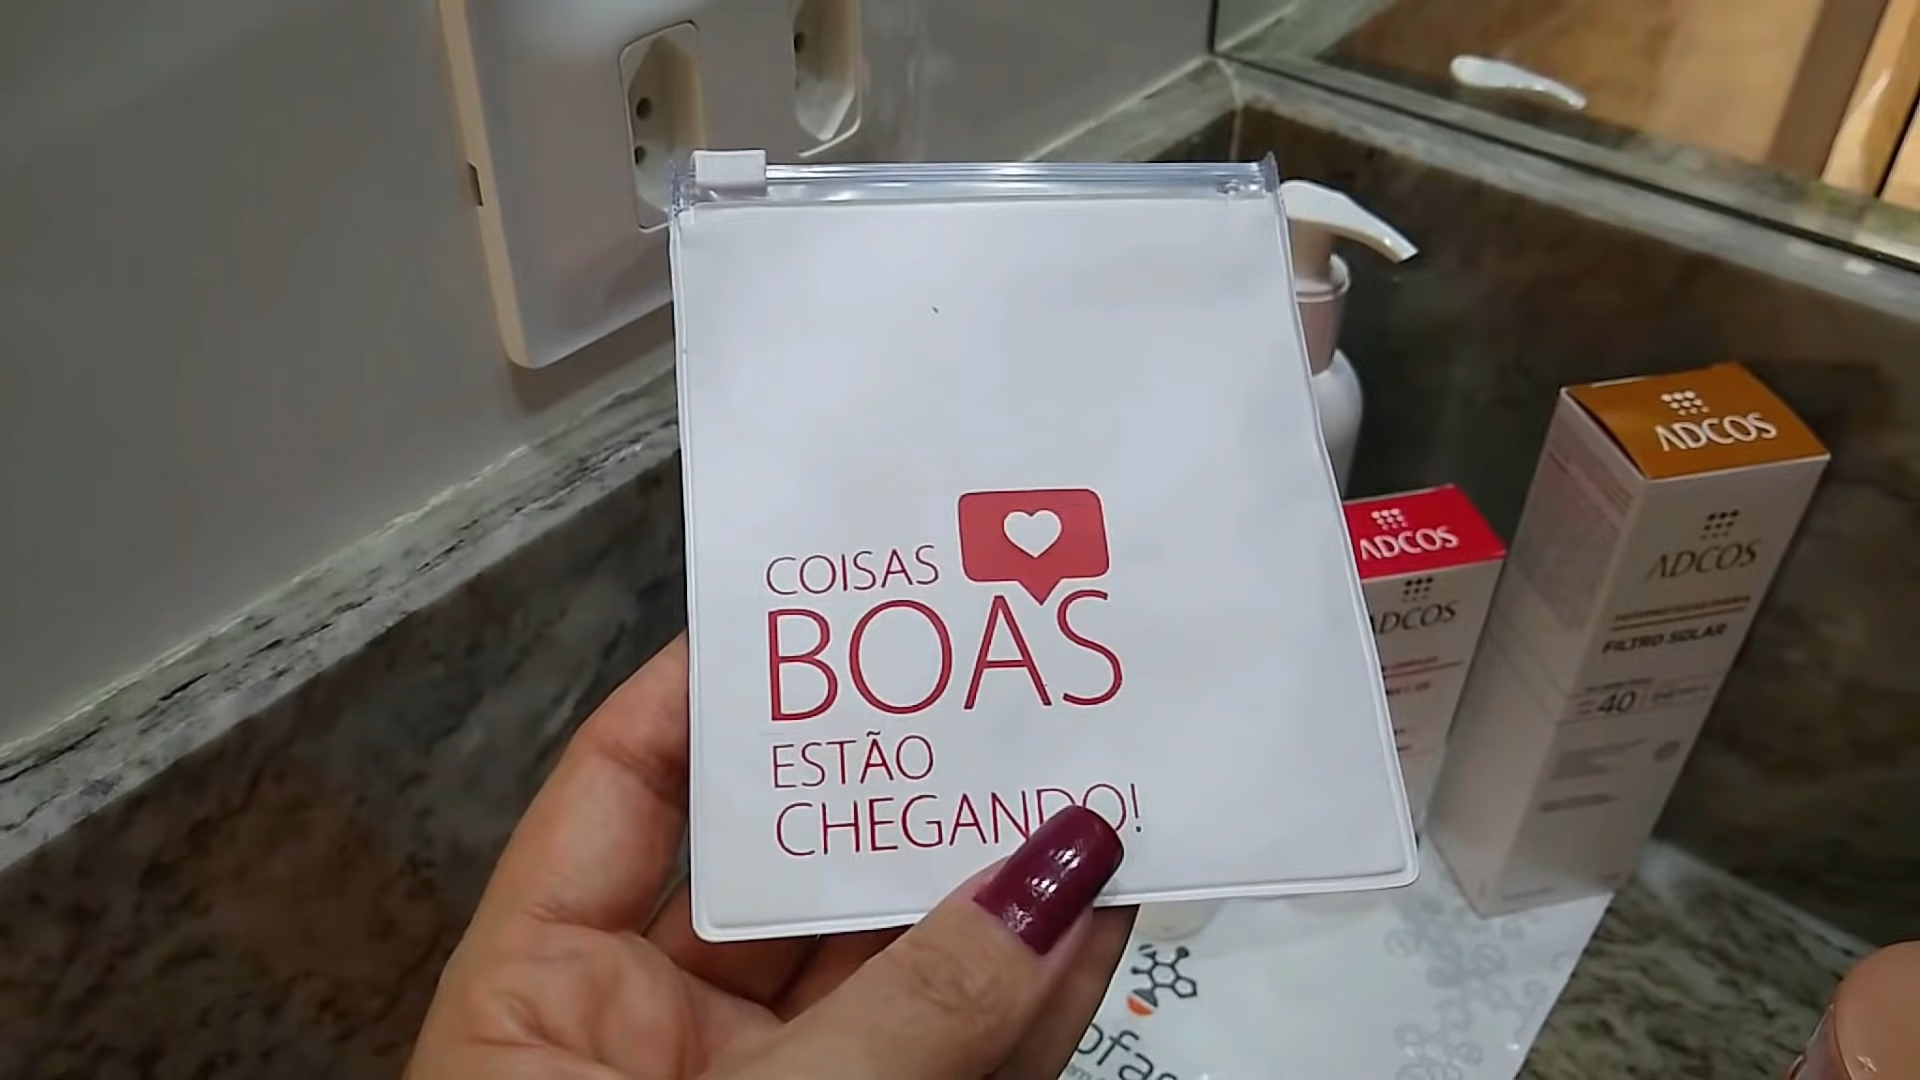 COISAS
BOAS
ESTÃO
CHEGANDO!
ADCOS
ADCOS
ADCOS
ADCOS
FILTRO SOLAR
40